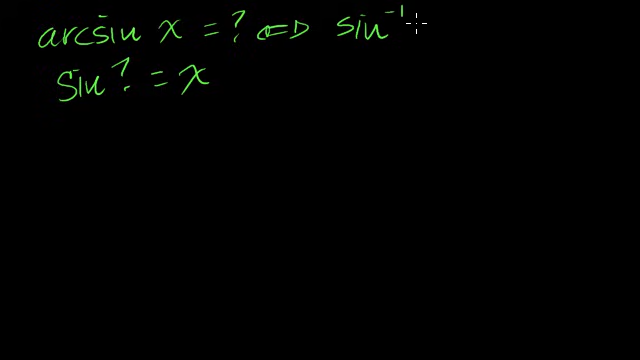 arcsin x = ? ⇔ sin⁻¹
sin ? = x